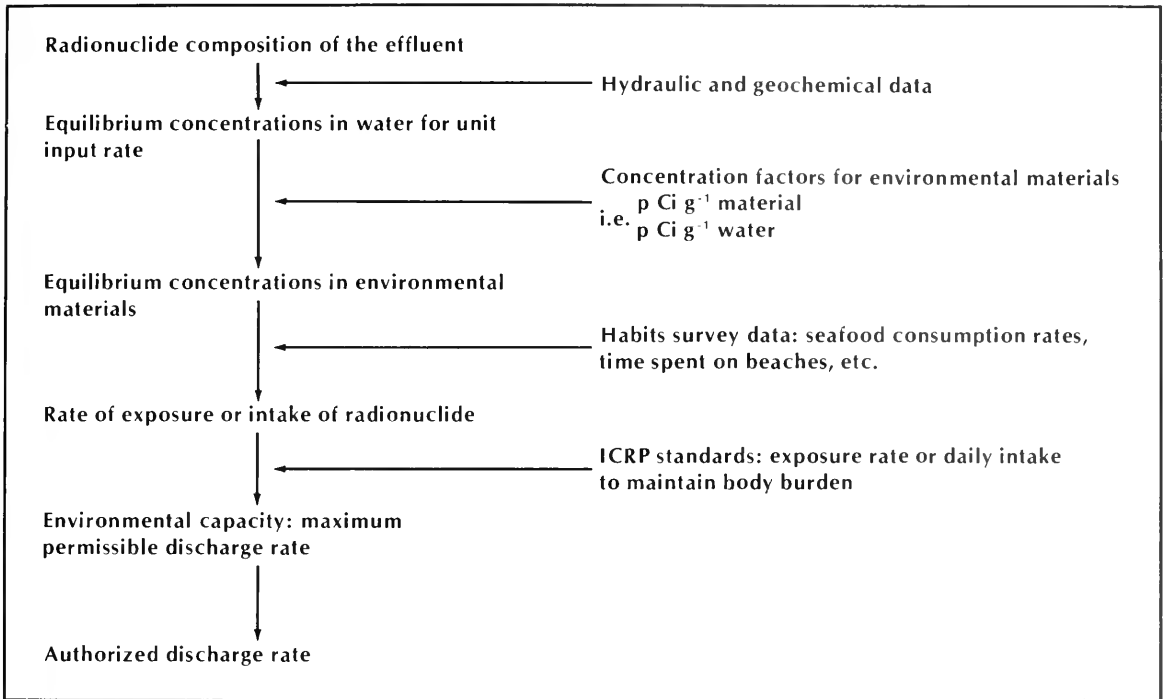 Radionuclide composition of the effluent
Hydraulic and geochemical data
Equilibrium concentrations in water for unit
input rate
Concentration factors for environmental materials
i.e. p Ci g⁻¹ material
p Ci g⁻¹ water
Equilibrium concentrations in environmental
materials
Habits survey data: seafood consumption rates,
time spent on beaches, etc.
Rate of exposure or intake of radionuclide
ICRP standards: exposure rate or daily intake
to maintain body burden
Environmental capacity: maximum
permissible discharge rate
Authorized discharge rate